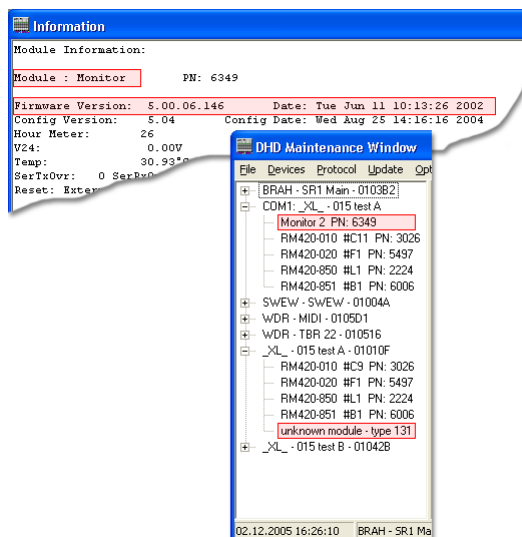 Information
Module Information:
Module : Monitor PN: 6349
Firmware Version: 5.00.06.146 Date: Tue Jun 11 10:13:26 2002
Config Version: 5.04 Config Date: Wed Aug 25 14:16:16 2004
Hour Meter: 26
V24: 0.00V
Temp: 30.93°C
SerTxOvr: 0
Reset:
DHD Maintenance Window
File Devices Protocol Update
BRAH - SR1 Main - 0103B2
COM1: _XL_ - 015 test A
Monitor 2 PN: 6349
RM420-010 #C11 PN: 3026
RM420-020 #F1 PN: 5497
RM420-850 #L1 PN: 2224
RM420-851 #B1 PN: 6006
SWEW - SWEW - 01004A
WDR - MIDI - 0105D1
WDR - TBR 22 - 010516
_XL_ - 015 test A - 01010F
RM420-010 #C9 PN: 3026
RM420-020 #F1 PN: 5497
RM420-850 #L1 PN: 2224
RM420-851 #B1 PN: 6006
unknown module - type 131
_XL_ - 015 test B - 01042B
02.12.2005 16:26:10 BRAH - SR1 Ma